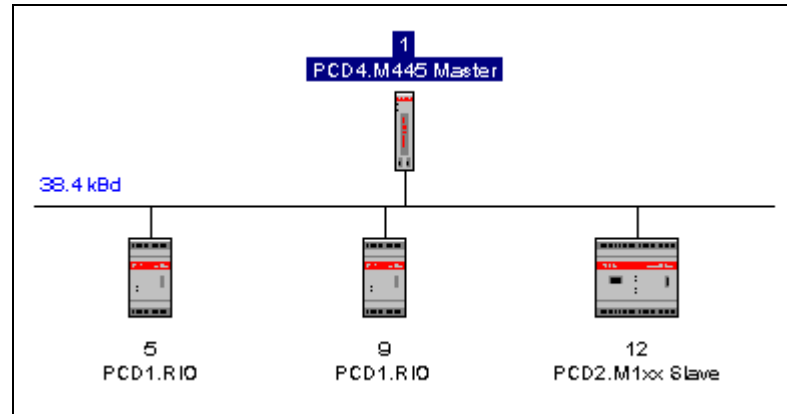 1
PCD4.M445 Master
38.4 kBd
5
PCD1.RIO
9
PCD1.RIO
12
PCD2.M1xx Slave